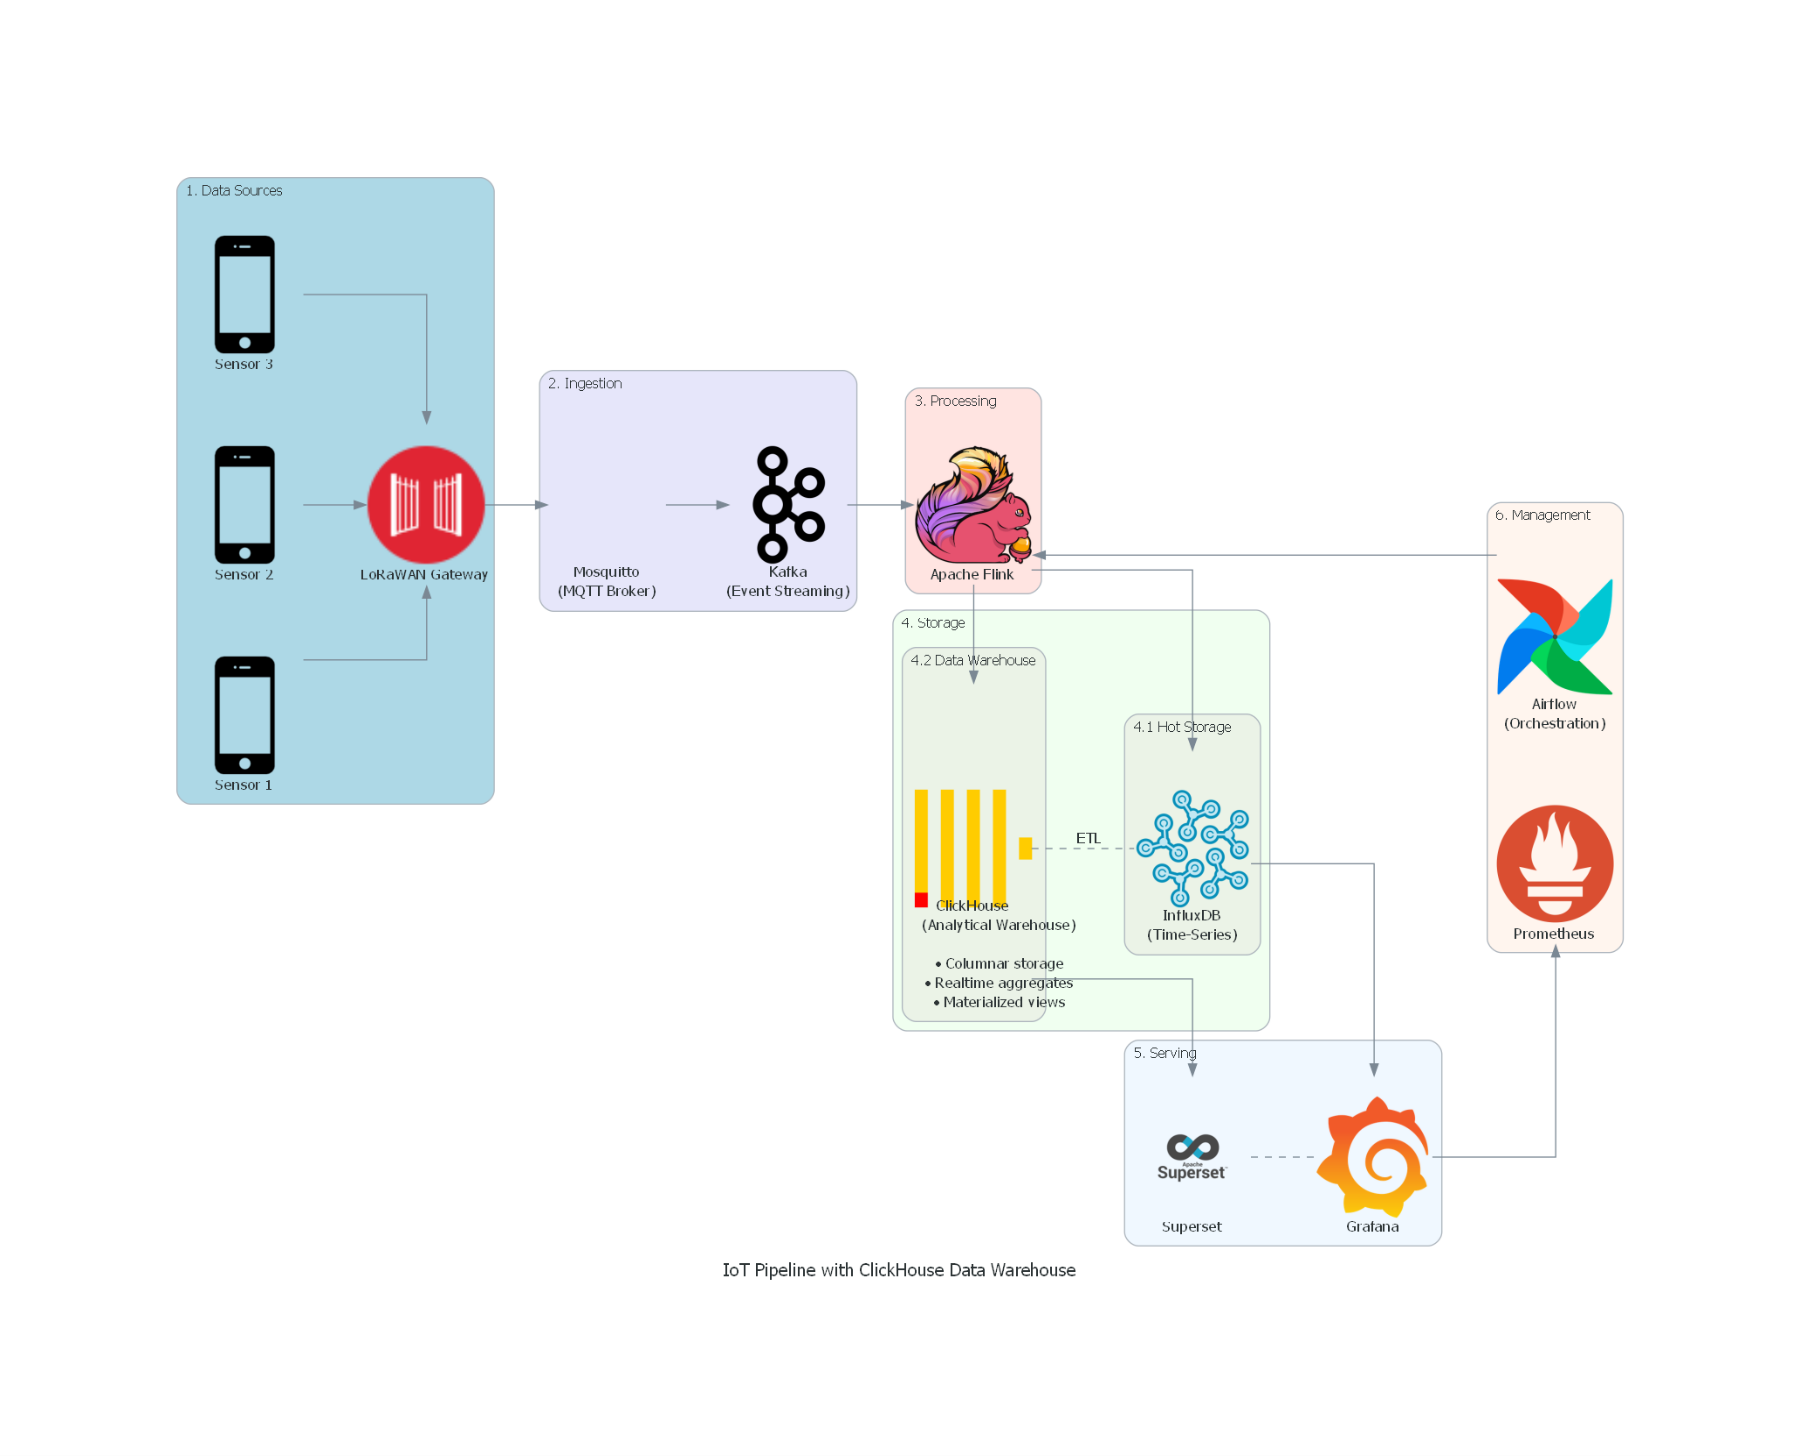 1. Data Sources
Sensor 3
Sensor 2
LoRaWAN Gateway
Sensor 1
2. Ingestion
Mosquitto
(MQTT Broker)
Kafka
(Event Streaming)
3. Processing
Apache Flink
4. Storage
4.2 Data Warehouse
ClickHouse
(Analytical Warehouse)
• Columnar storage
• Realtime aggregates
• Materialized views
ETL
4.1 Hot Storage
InfluxDB
(Time-Series)
5. Serving
Apache
Superset
Superset
Grafana
6. Management
Airflow
(Orchestration)
Prometheus
IoT Pipeline with ClickHouse Data Warehouse